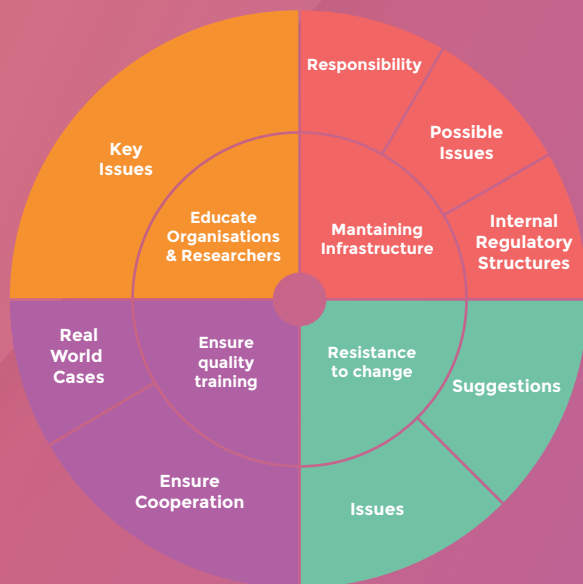 Responsibility
Possible
Issues
Key
Issues
Educate
Organisations
& Researchers
Mantaining
Infrastructure
Internal
Regulatory
Structures
Real
World
Cases
Ensure
quality
training
Resistance
to change
Suggestions
Ensure
Cooperation
Issues